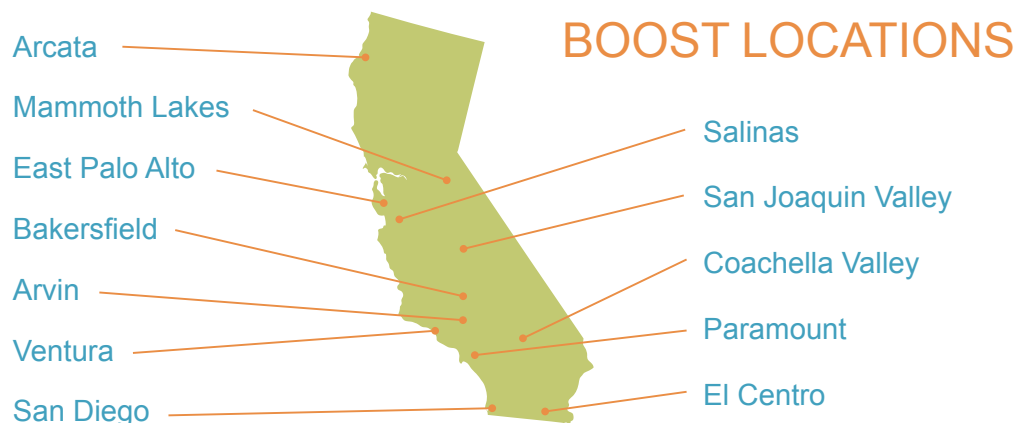 BOOST LOCATIONS
Arcata
Mammoth Lakes
East Palo Alto
Bakersfield
Arvin
Ventura
San Diego
Salinas
San Joaquin Valley
Coachella Valley
Paramount
El Centro